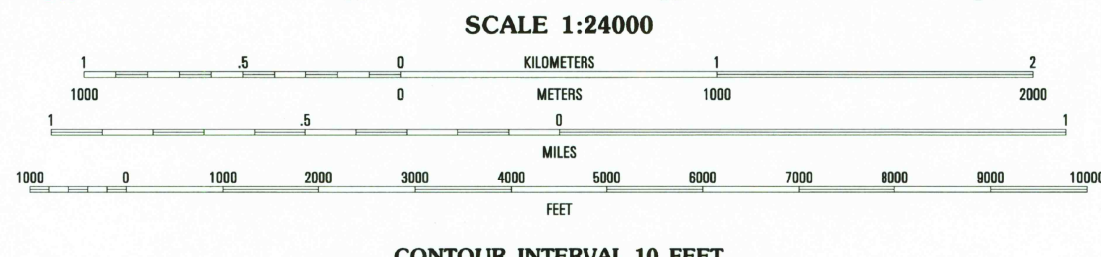 SCALE 1:24000
1 .5 0 KILOMETERS 1 2
1000 0 METERS 1000 2000
1 .5 0 1
MILES
1000 0 1000 2000 3000 4000 5000 6000 7000 8000 9000 10000
FEET
CONTOUR INTERVAL 10 FEET